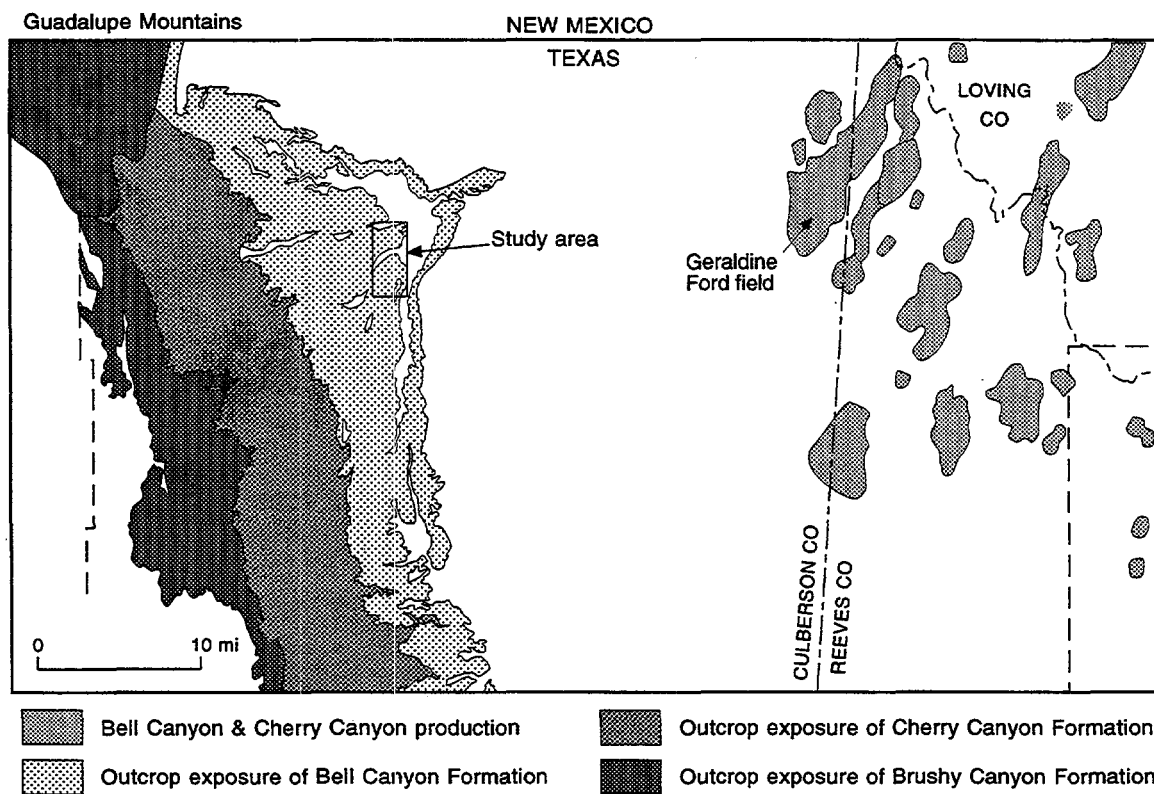 Guadalupe Mountains
NEW MEXICO
TEXAS
LOVING
CO
Study area
Geraldine
Ford field
CULBERSON CO
REEVES CO
0
10 mi
Bell Canyon & Cherry Canyon production
Outcrop exposure of Cherry Canyon Formation
Outcrop exposure of Bell Canyon Formation
Outcrop exposure of Brushy Canyon Formation